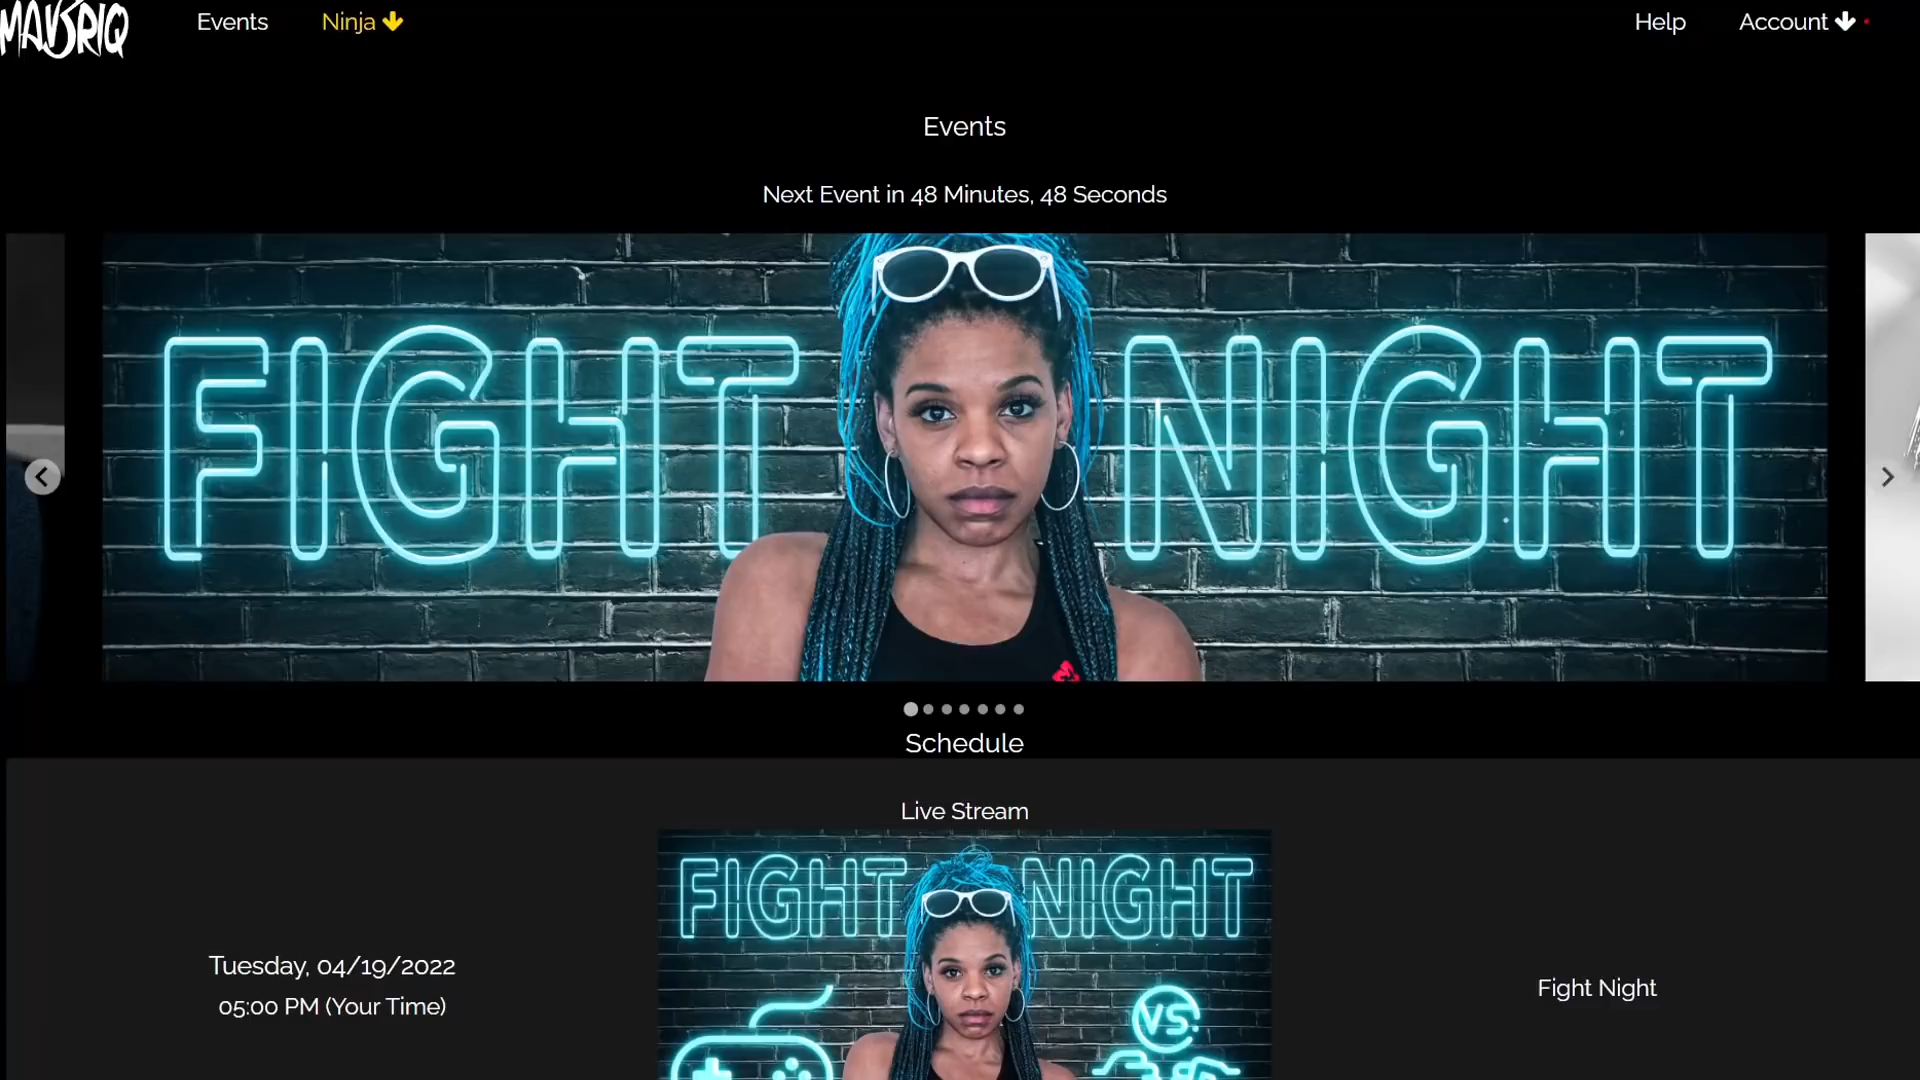 MAVRIQ
Events
Ninja
Help
Account
Events
Next Event in 48 Minutes, 48 Seconds
FIGHT NIGHT
Schedule
Live Stream
FIGHT NIGHT
VS.
Tuesday, 04/19/2022
05:00 PM (Your Time)
Fight Night